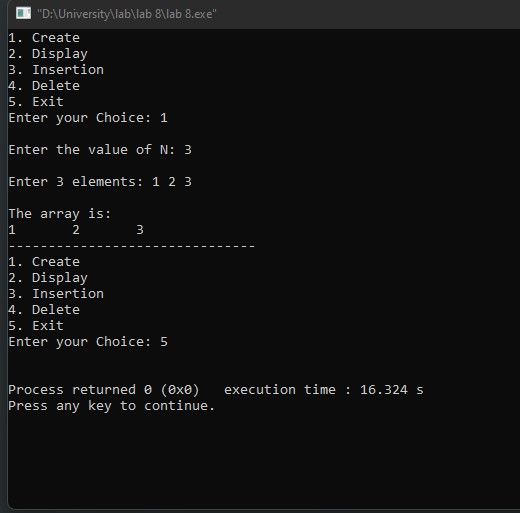 "D:\University\lab\lab 8\lab 8.exe"
1. Create
2. Display
3. Insertion
4. Delete
5. Exit
Enter your Choice: 1
Enter the value of N: 3
Enter 3 elements: 1 2 3
The array is:
1       2       3
-------------------------------
1. Create
2. Display
3. Insertion
4. Delete
5. Exit
Enter your Choice: 5
Process returned 0 (0x0)   execution time : 16.324 s
Press any key to continue.